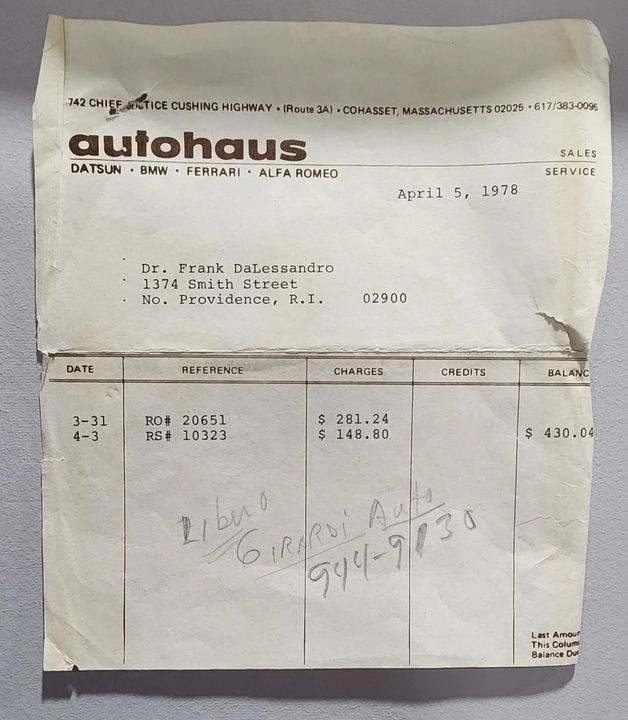 742 CHIEF JUSTICE CUSHING HIGHWAY • (Route 3A) • COHASSET, MASSACHUSETTS 02025 • 617/383-0096
autohaus
SALES
DATSUN • BMW • FERRARI • ALFA ROMEO
SERVICE
April 5, 1978
Dr. Frank DaLessandro
1374 Smith Street
No. Providence, R.I. 02900
DATE REFERENCE CHARGES CREDITS BALANC
3-31 RO# 20651 $ 281.24
4-3 RS# 10323 $ 148.80 $ 430.04
Libero
GIRARDi Auto
944-9130
Last Amoun
This Column
Balance Du